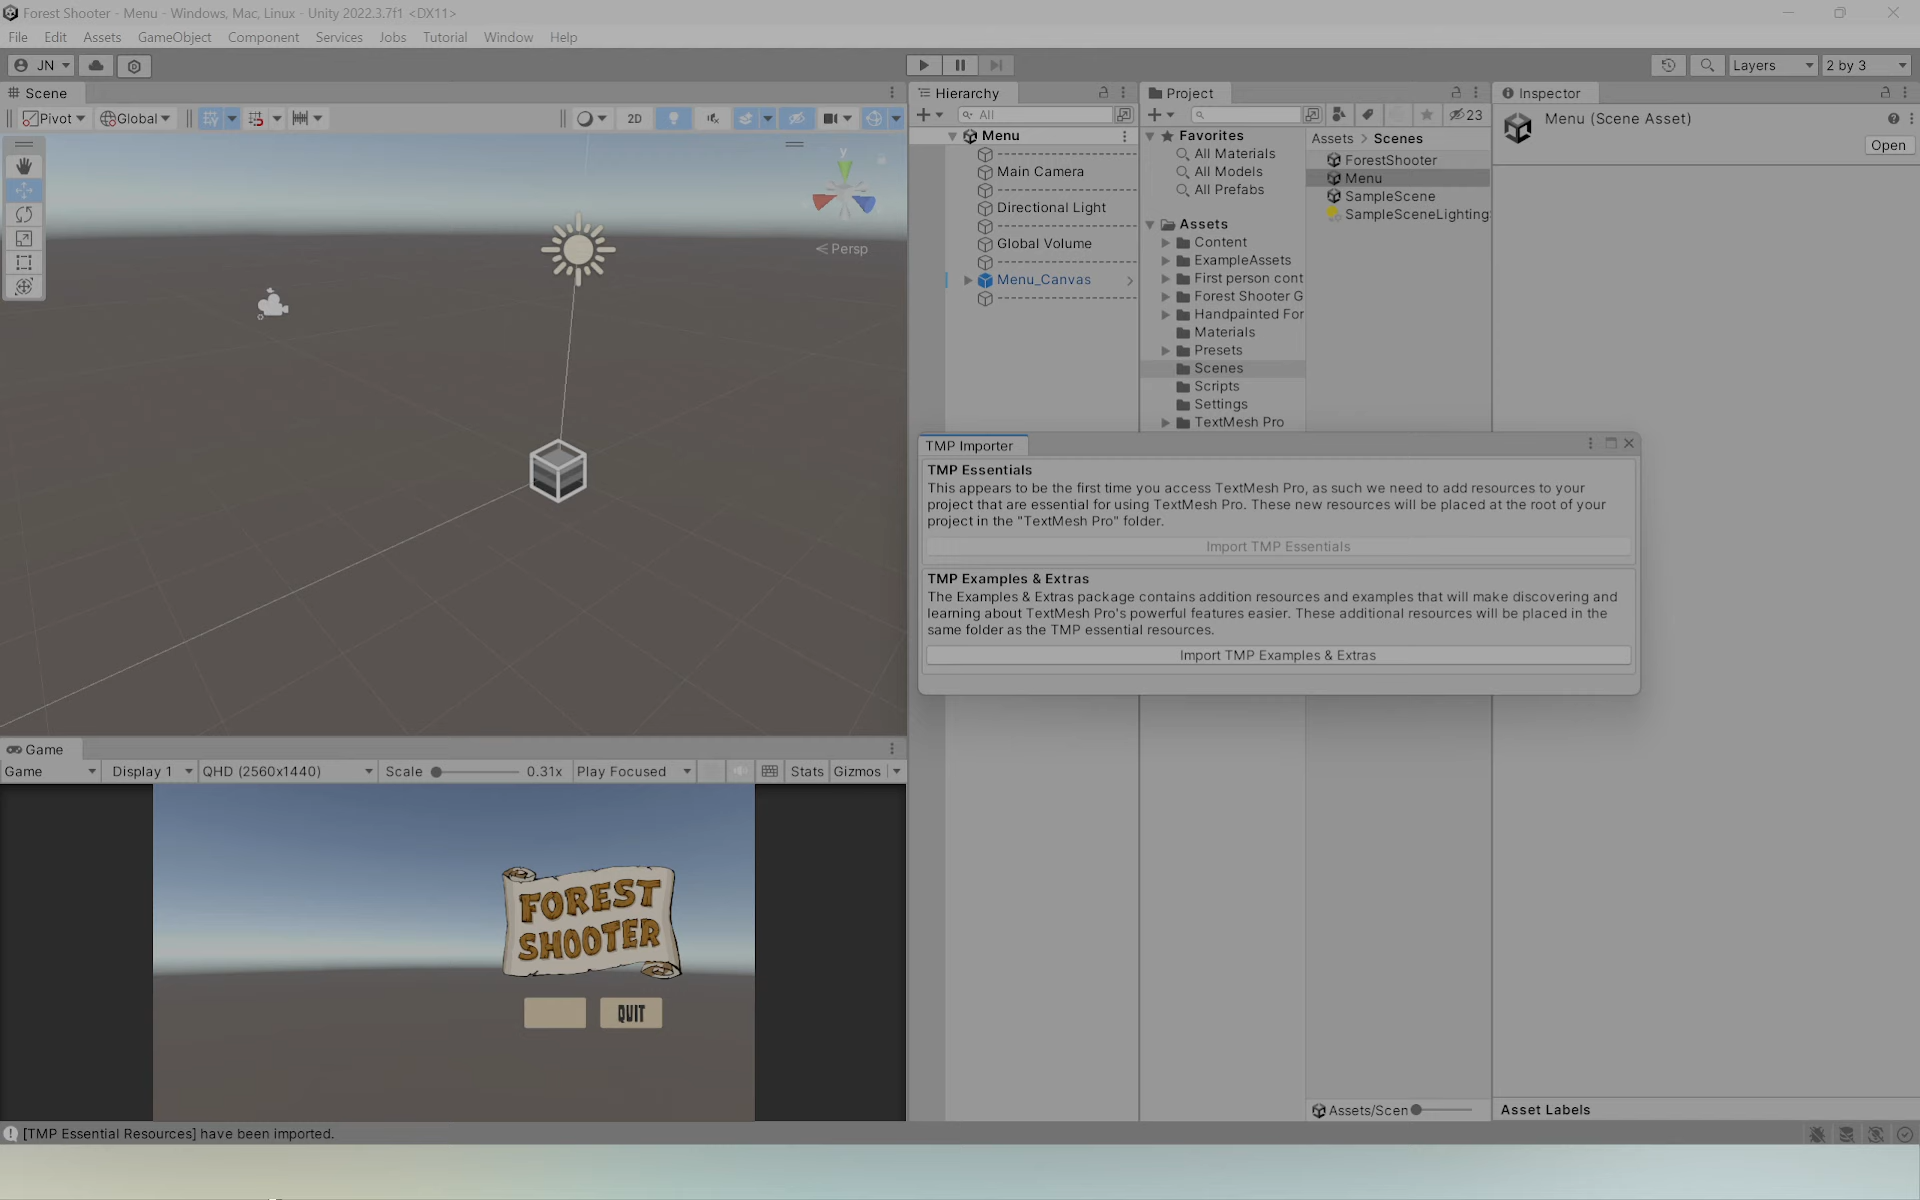 Forest Shooter - Menu - Windows, Mac, Linux - Unity 2022.3.7f1 <DX11>
File Edit Assets GameObject Component Services Jobs Tutorial Window Help
JN
Layers
2 by 3
Scene
Pivot
Global
2D
y
Persp
Hierarchy
All
Menu
Main Camera
Directional Light
Global Volume
Menu_Canvas
Project
23
Favorites
All Materials
All Models
All Prefabs
Assets
Content
ExampleAssets
First person cont
Forest Shooter G
Handpainted For
Materials
Presets
Scenes
Scripts
Settings
TextMesh Pro
Assets > Scenes
ForestShooter
Menu
SampleScene
SampleSceneLighting
Inspector
Menu (Scene Asset)
Open
TMP Importer
TMP Essentials
This appears to be the first time you access TextMesh Pro, as such we need to add resources to your
project that are essential for using TextMesh Pro. These new resources will be placed at the root of your
project in the "TextMesh Pro" folder.
Import TMP Essentials
TMP Examples & Extras
The Examples & Extras package contains addition resources and examples that will make discovering and
learning about TextMesh Pro's powerful features easier. These additional resources will be placed in the
same folder as the TMP essential resources.
Import TMP Examples & Extras
Game
Game
Display 1
QHD (2560x1440)
Scale
0.31x
Play Focused
Stats
Gizmos
FOREST
SHOOTER
QUIT
Assets/Scen
Asset Labels
[TMP Essential Resources] have been imported.